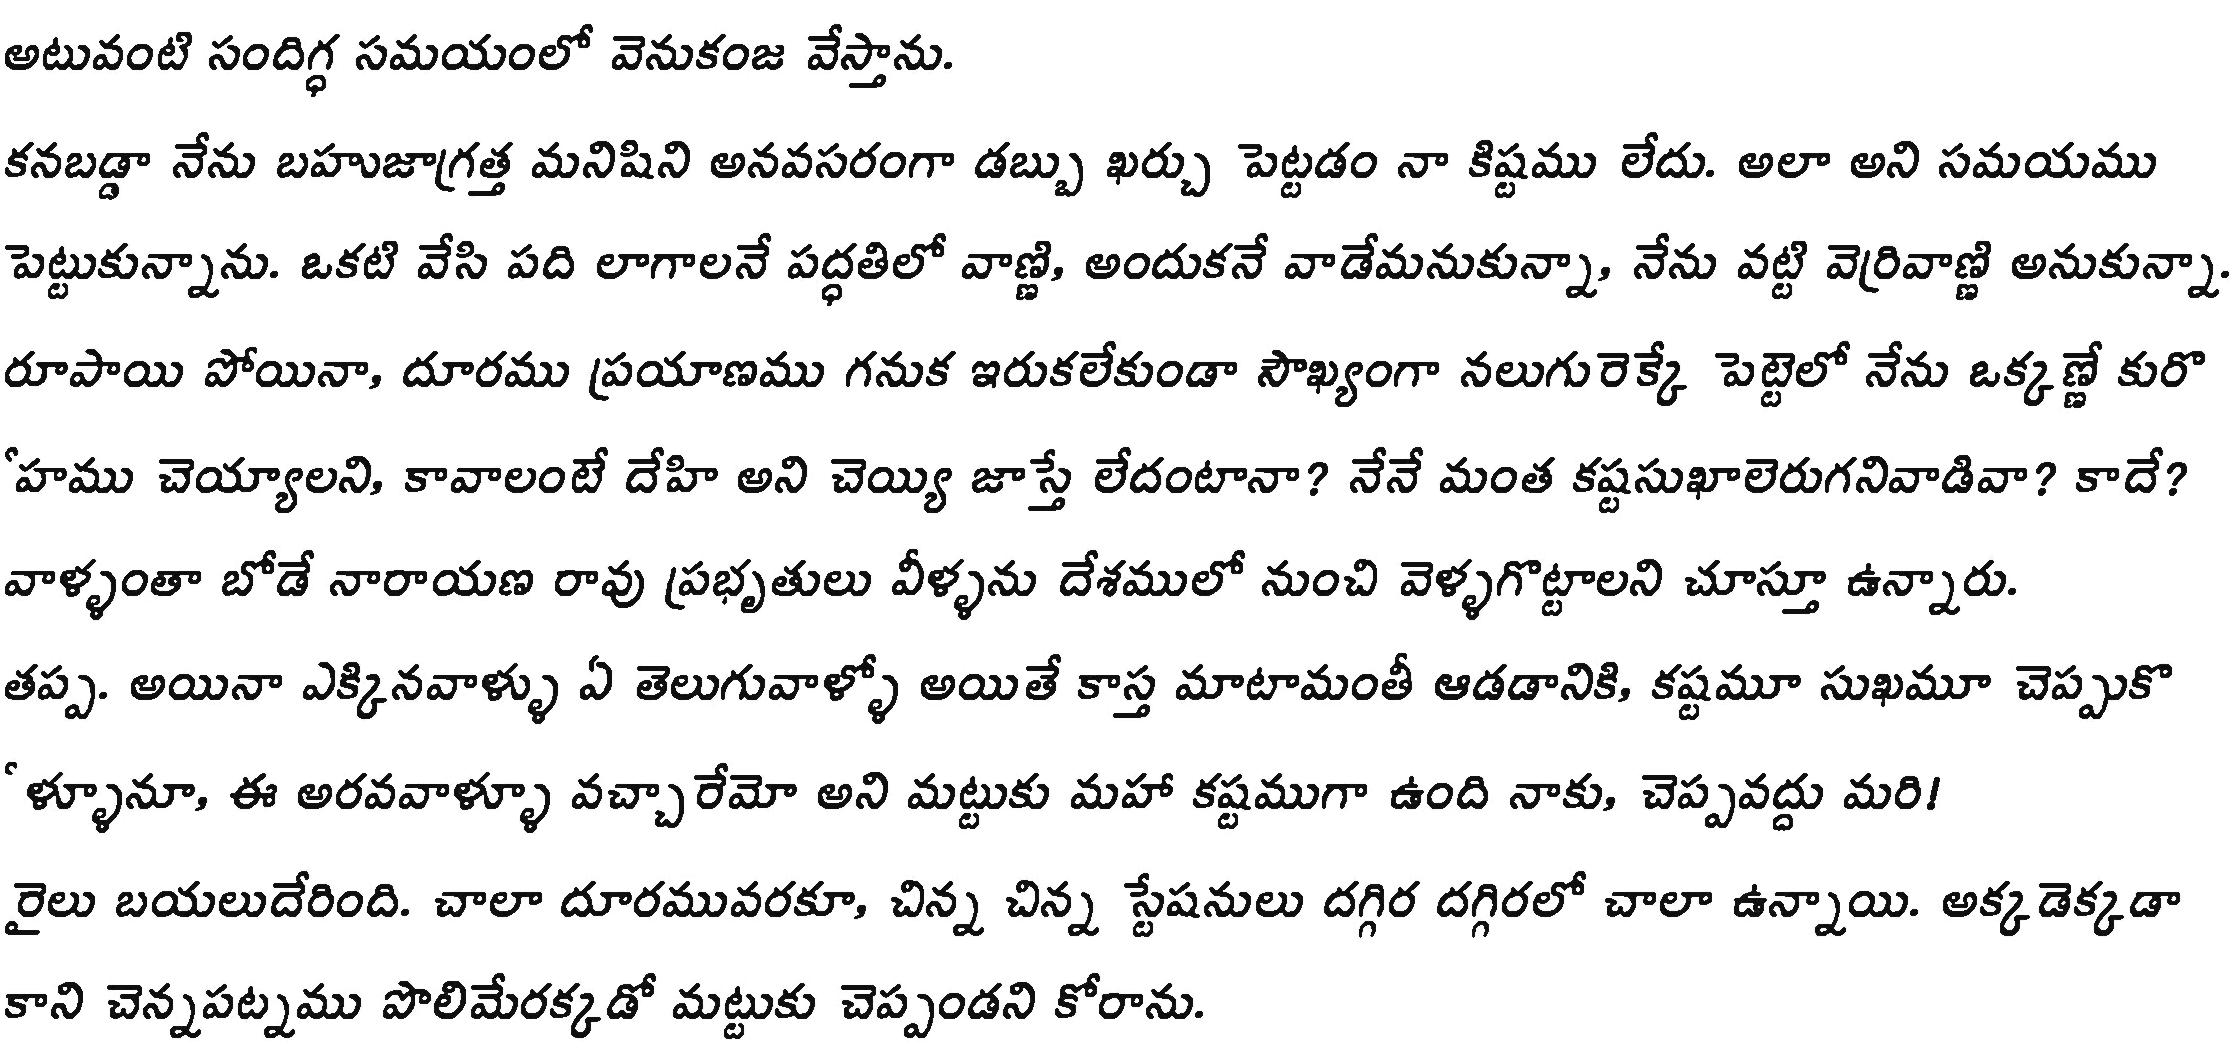 అటువంటి సందిగ్ధ సమయంలో వెనుకంజ వేస్తాను.
కనబడ్డా నేను బహుజాగ్రత్త మనిషిని అనవసరంగా డబ్బు ఖర్చు పెట్టడం నా కిష్టము లేదు. అలా అని సమయము
పెట్టుకున్నాను. ఒకటి వేసి పది లాగాలనే పద్ధతిలో వాణ్ణి, అందుకనే వాడేమనుకున్నా, నేను వట్టి వెర్రివాణ్ణి అనుకున్నా.
రూపాయి పోయినా, దూరము ప్రయాణము గనుక ఇరుకలేకుండా సౌఖ్యంగా నలుగురెక్కే పెట్టెలో నేను ఒక్కణ్ణే కురొ
ోహము చెయ్యాలని, కావాలంటే దేహి అని చెయ్యి జాస్తే లేదంటానా? నేనే మంత కష్టసుఖాలెరుగనివాడివా? కాదే?
వాళ్ళంతా బోడే నారాయణ రావు ప్రభృతులు వీళ్ళను దేశములో నుంచి వెళ్ళగొట్టాలని చూస్తూ ఉన్నారు.
తప్ప. అయినా ఎక్కినవాళ్ళు ఏ తెలుగువాళ్ళో అయితే కాస్త మాటామంతీ ఆడడానికి, కష్టమూ సుఖమూ చెప్పుకొ
ోళ్ళూనూ, ఈ అరవవాళ్ళూ వచ్చారేమో అని మట్టుకు మహా కష్టముగా ఉంది నాకు, చెప్పవద్దు మరి!
రైలు బయలుదేరింది. చాలా దూరమువరకూ, చిన్న చిన్న స్టేషనులు దగ్గిర దగ్గిరలో చాలా ఉన్నాయి. అక్కడెక్కడా
కాని చెన్నపట్నము పొలిమేరక్కడో మట్టుకు చెప్పండని కోరాను.